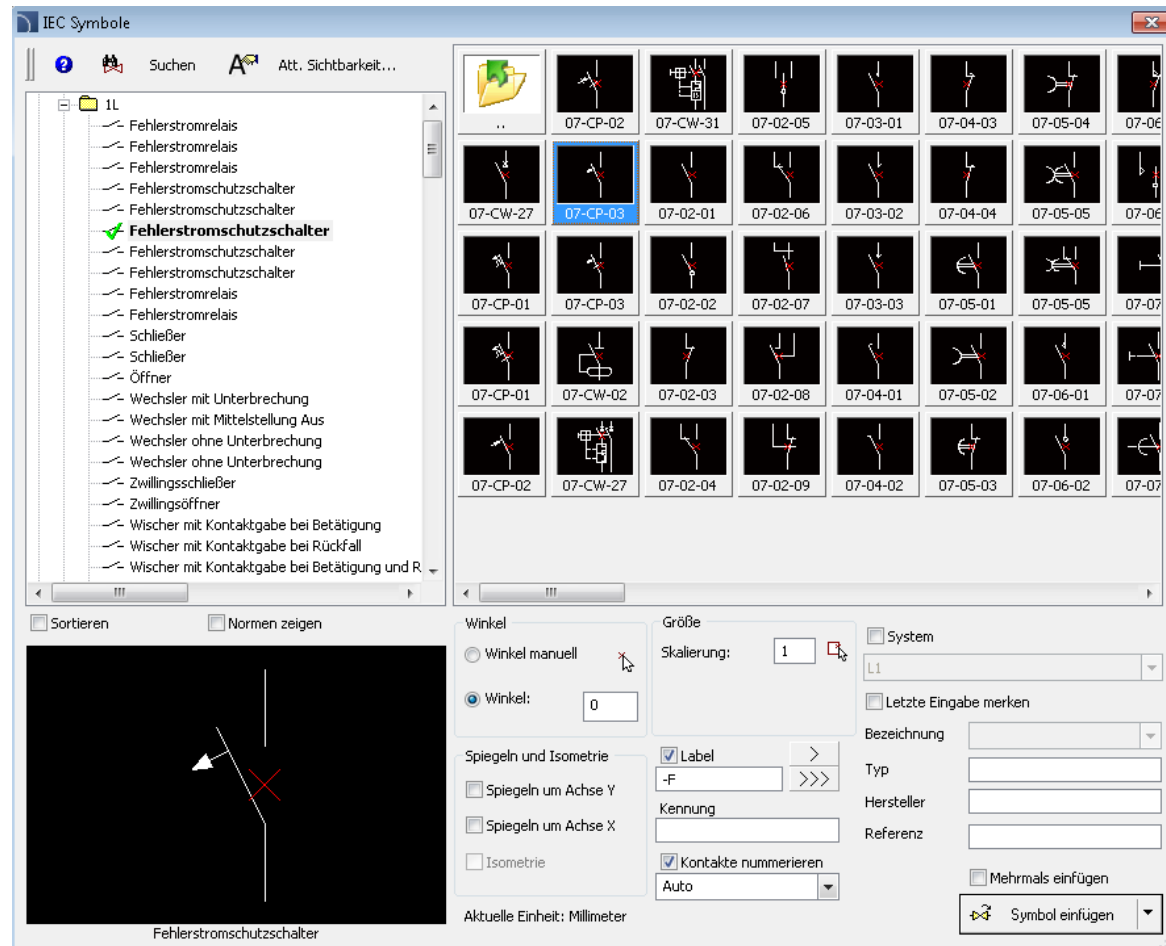 IEC Symbole
Suchen
Att. Sichtbarkeit...
1L
Fehlerstromrelais
Fehlerstromrelais
Fehlerstromrelais
Fehlerstromschutzschalter
Fehlerstromschutzschalter
Fehlerstromschutzschalter
Fehlerstromschutzschalter
Fehlerstromschutzschalter
Fehlerstromrelais
Fehlerstromrelais
Schließer
Schließer
Öffner
Wechsler mit Unterbrechung
Wechsler mit Mittelstellung Aus
Wechsler ohne Unterbrechung
Wechsler ohne Unterbrechung
Zwillingsschließer
Zwillingsöffner
Wischer mit Kontaktgabe bei Betätigung
Wischer mit Kontaktgabe bei Rückfall
Wischer mit Kontaktgabe bei Betätigung und R
.. 07-CP-02 07-CW-31 07-02-05 07-03-01 07-04-03 07-05-04 07-06
07-CW-27 07-CP-03 07-02-01 07-02-06 07-03-02 07-04-04 07-05-05 07-06
07-CP-01 07-CP-03 07-02-02 07-02-07 07-03-03 07-05-01 07-05-05 07-07
07-CP-01 07-CW-02 07-02-03 07-02-08 07-04-01 07-05-02 07-06-01 07-07
07-CP-02 07-CW-27 07-02-04 07-02-09 07-04-02 07-05-03 07-06-02 07-07
Sortieren
Normen zeigen
Fehlerstromschutzschalter
Winkel
Winkel manuell
Winkel: 0
Spiegeln und Isometrie
Spiegeln um Achse Y
Spiegeln um Achse X
Isometrie
Aktuelle Einheit: Millimeter
Größe
Skalierung: 1
Label
>
-F
>>>
Kennung
Kontakte nummerieren
Auto
System
L1
Letzte Eingabe merken
Bezeichnung
Typ
Hersteller
Referenz
Mehrmals einfügen
Symbol einfügen